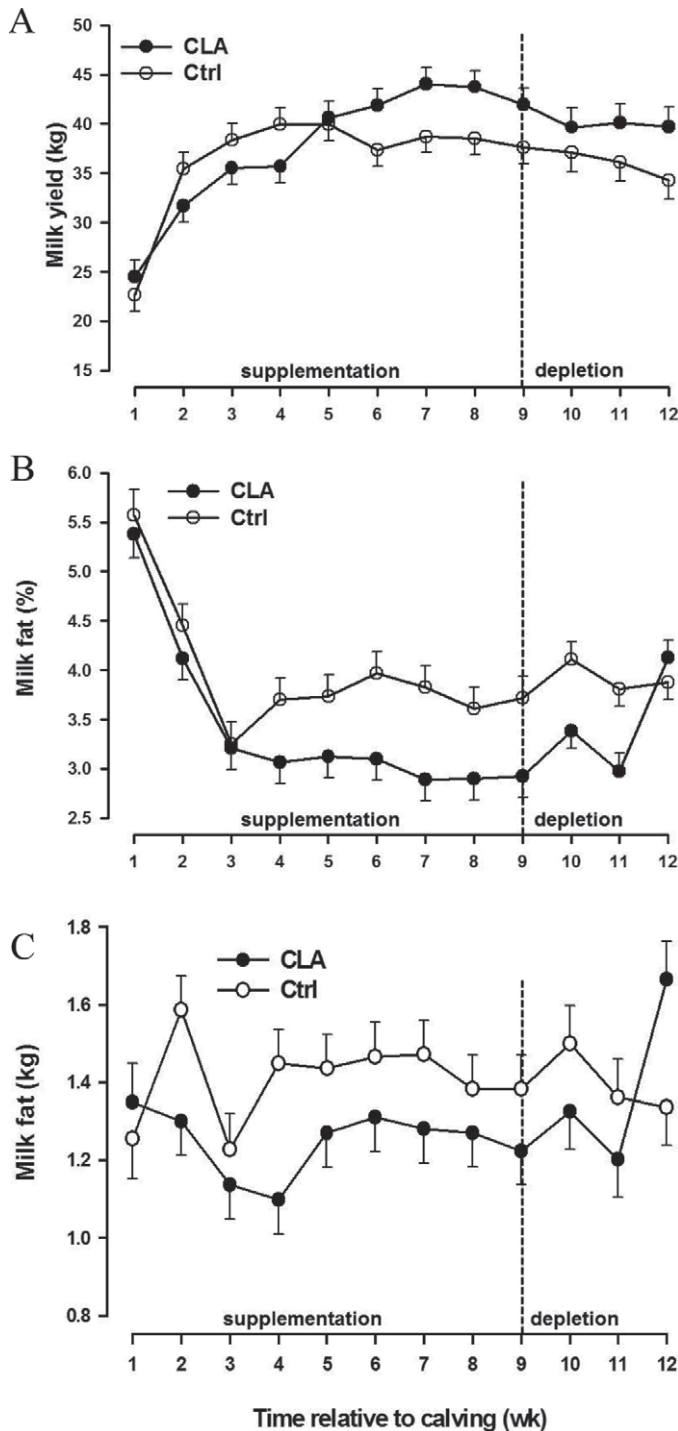 A
CLA
Ctrl
Milk yield (kg)
50
45
40
35
30
25
20
15
supplementation depletion
1 2 3 4 5 6 7 8 9 10 11 12
B
CLA
Ctrl
Milk fat (%)
6.0
5.5
5.0
4.5
4.0
3.5
3.0
2.5
supplementation depletion
1 2 3 4 5 6 7 8 9 10 11 12
C
CLA
Ctrl
Milk fat (kg)
1.8
1.6
1.4
1.2
1.0
0.8
supplementation depletion
1 2 3 4 5 6 7 8 9 10 11 12
Time relative to calving (wk)